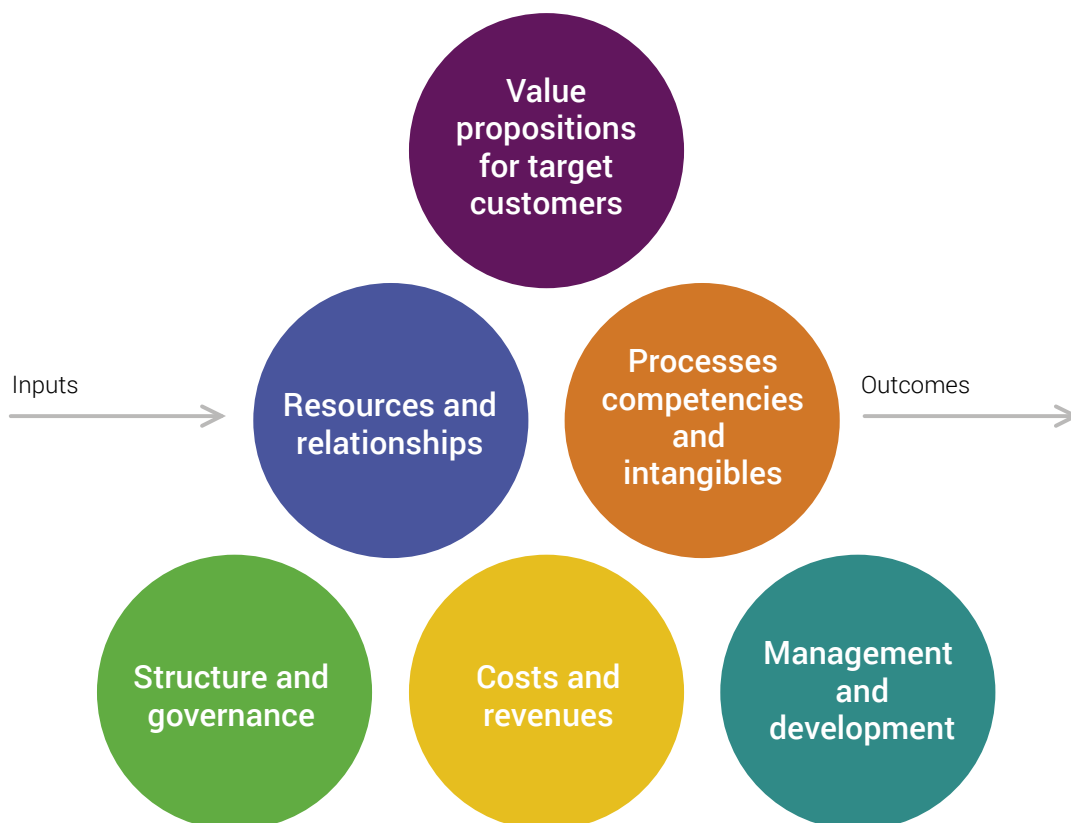 Value
propositions
for target
customers
Inputs
Resources and
relationships
Processes
competencies
and
intangibles
Outcomes
Structure and
governance
Costs and
revenues
Management
and
development